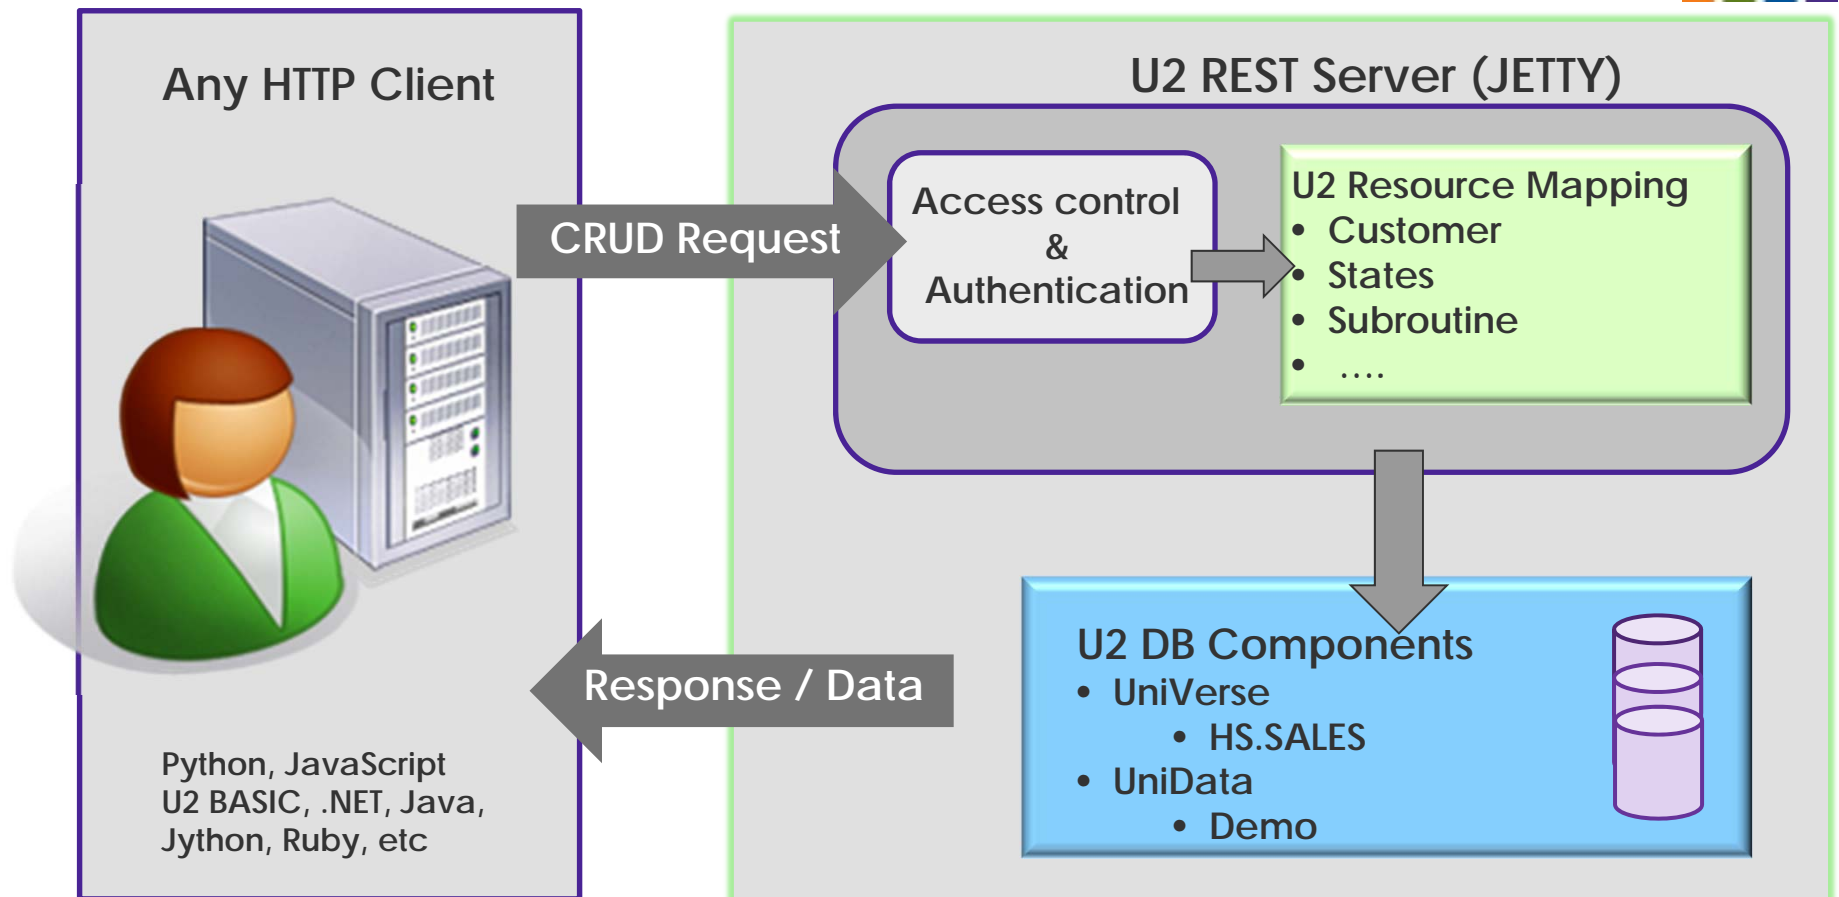 Any HTTP Client
Python, JavaScript
U2 BASIC, .NET, Java,
Jython, Ruby, etc
CRUD Request
Response / Data
U2 REST Server (JETTY)
Access control
&
Authentication
U2 Resource Mapping
• Customer
• States
• Subroutine
• ....
U2 DB Components
• UniVerse
• HS.SALES
• UniData
• Demo